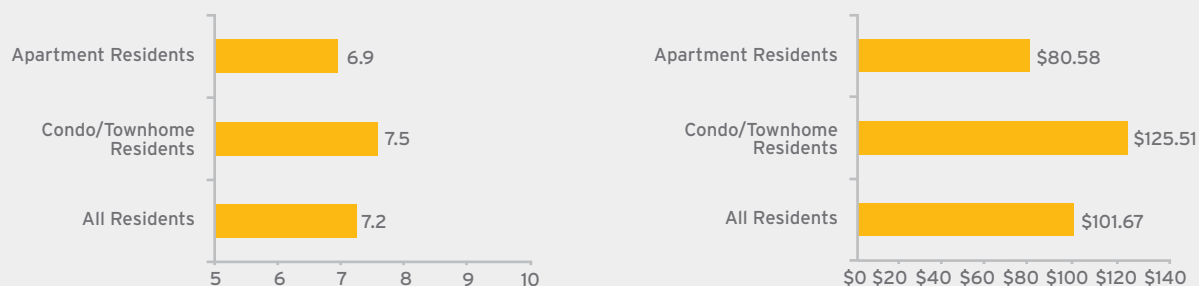 Apartment Residents
6.9
Condo/Townhome
Residents
7.5
All Residents
7.2
5 6 7 8 9 10
Apartment Residents
$80.58
Condo/Townhome
Residents
$125.51
All Residents
$101.67
$0 $20 $40 $60 $80 $100 $120 $140